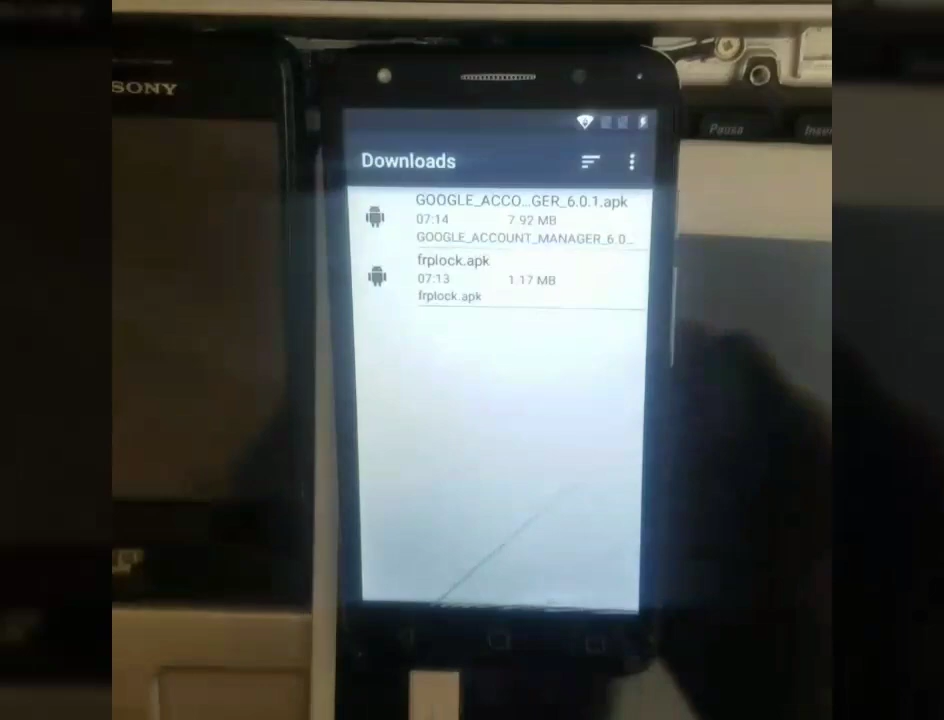 SONY
Pausa
Downloads
GOOGLE_ACCO...GER_6.0.1.apk
07:14 7.92 MB
GOOGLE_ACCOUNT_MANAGER_6.0...
frplock.apk
07:13 1.17 MB
frplock.apk